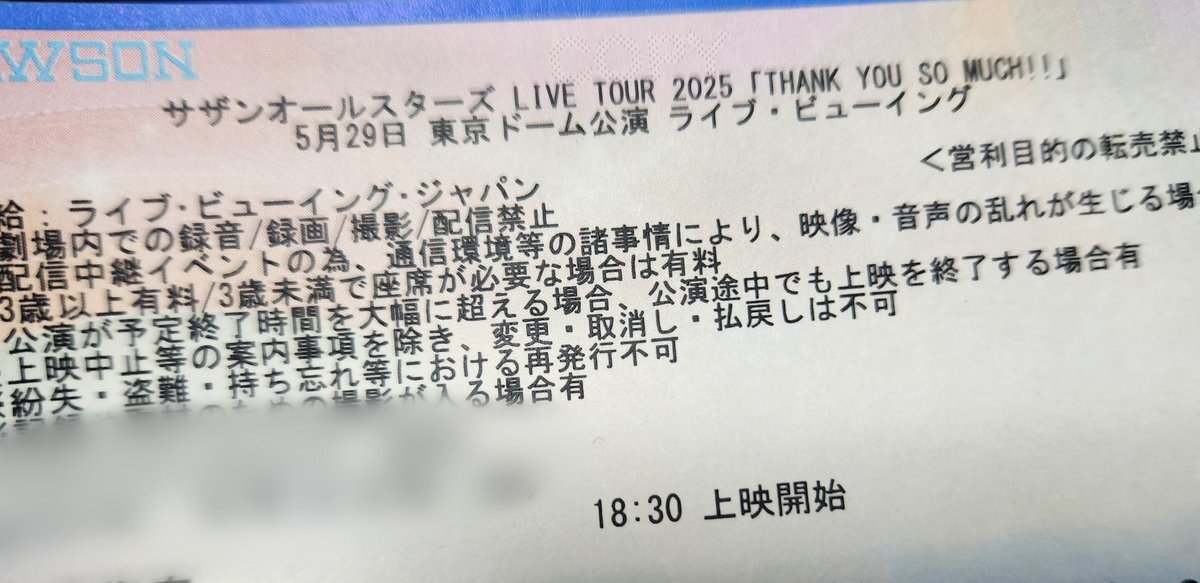 WSON
COPY
サザンオールスターズ LIVE TOUR 2025「THANK YOU SO MUCH!!」
5月29日 東京ドーム公演 ライブ・ビューイング
＜営利目的の転売禁止
給：ライブ・ビューイング・ジャパン
劇場内での録音/録画/撮影/配信禁止
配信中継イベントの為、通信環境等の諸事情により、映像・音声の乱れが生じる場
3歳以上有料/3歳未満で座席が必要な場合は有料
公演が予定終了時間を大幅に超える場合、公演途中でも上映を終了する場合有
上映中止等の案内事項を除き、変更・取消し・払戻しは不可
紛失・盗難・持ち忘れ等における再発行不可
撮影が入る場合有
18:30 上映開始